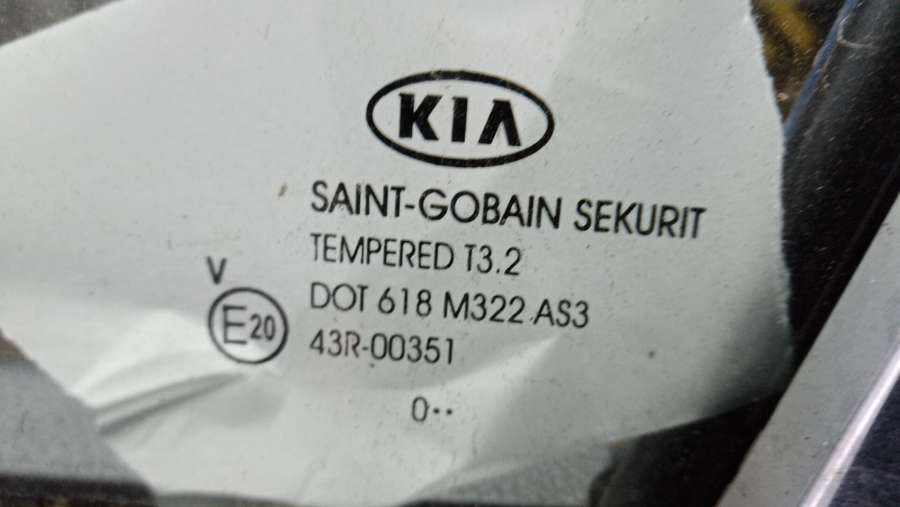 KIA
SAINT-GOBAIN SEKURIT
TEMPERED T3.2
V
DOT 618 M322 AS3
E20
43R-00351
0··